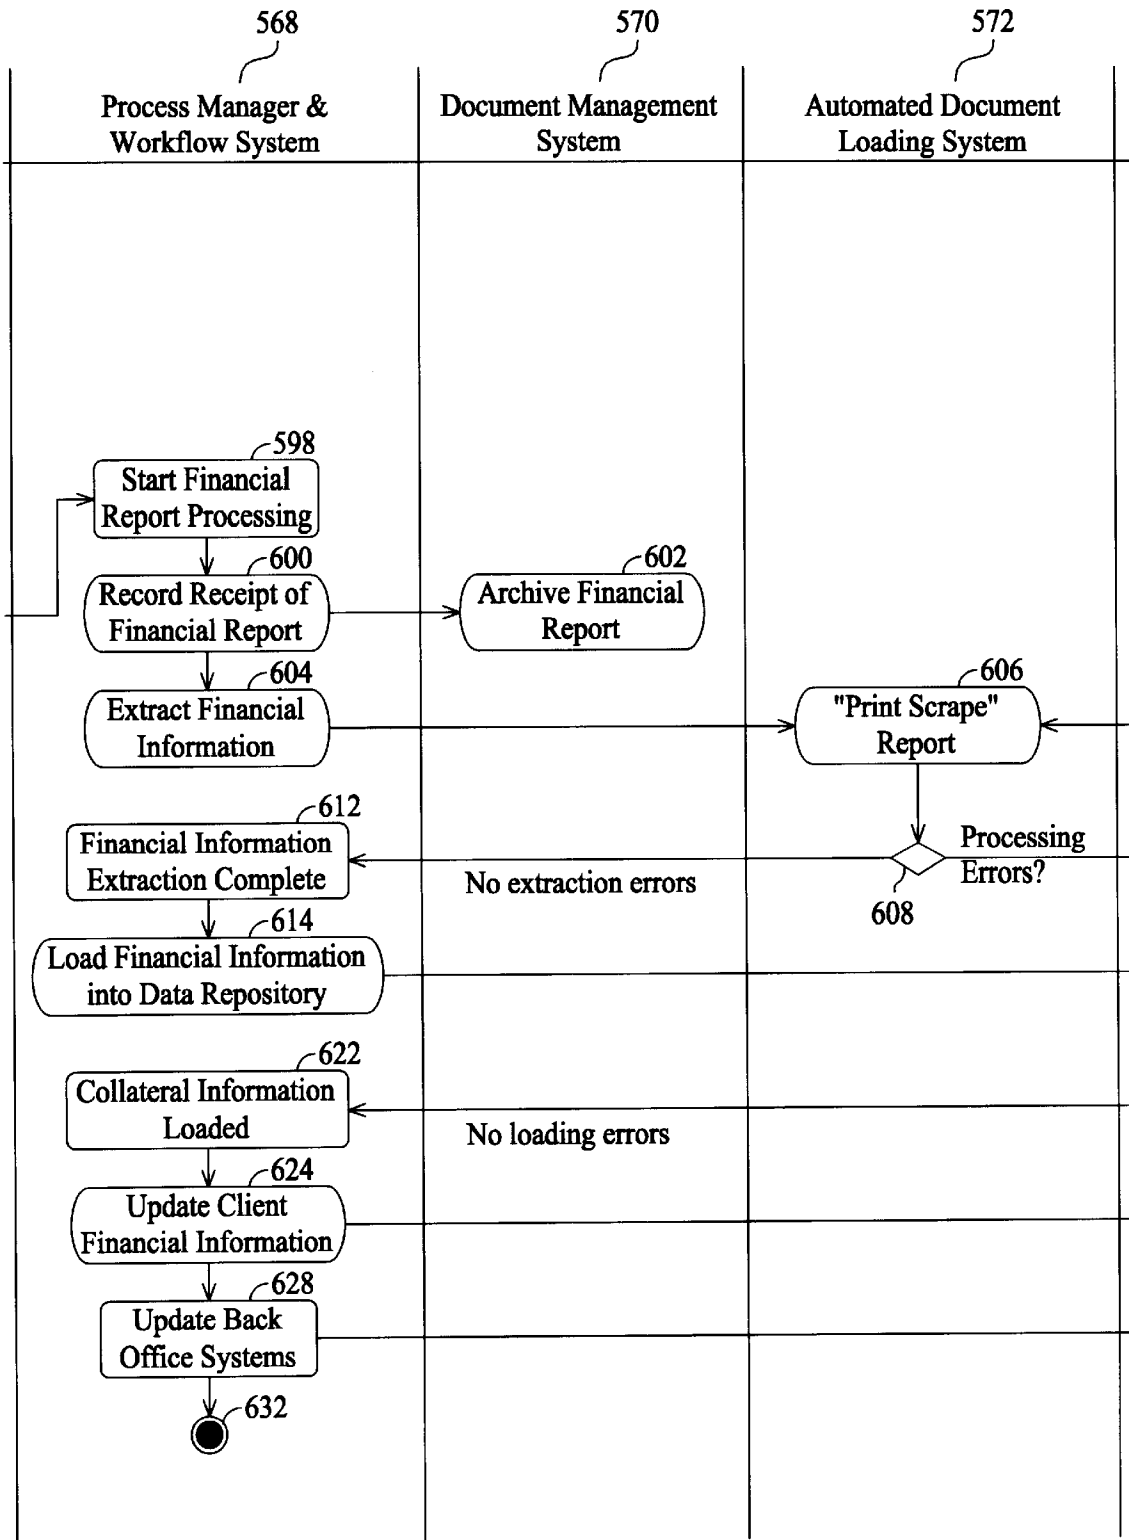 568
570
572
Process Manager &
Workflow System
Document Management
System
Automated Document
Loading System
598
Start Financial
Report Processing
600
Record Receipt of
Financial Report
602
Archive Financial
Report
604
Extract Financial
Information
606
"Print Scrape"
Report
612
Financial Information
Extraction Complete
No extraction errors
Processing
Errors?
608
614
Load Financial Information
into Data Repository
622
Collateral Information
Loaded
No loading errors
624
Update Client
Financial Information
628
Update Back
Office Systems
632